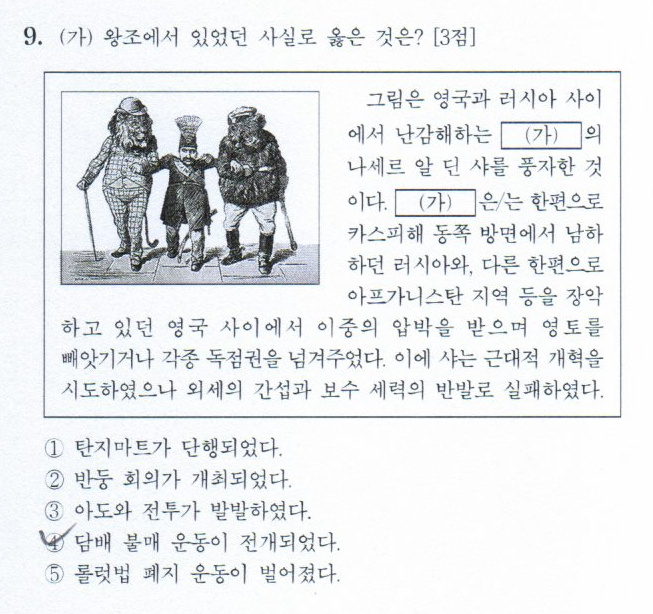 9. (가) 왕조에서 있었던 사실로 옳은 것은? [3점]
그림은 영국과 러시아 사이
에서 난감해하는 (가) 의
나세르 알 딘 샤를 풍자한 것
이다. (가) 은/는 한편으로
카스피해 동쪽 방면에서 남하
하던 러시아와, 다른 한편으로
아프가니스탄 지역 등을 장악
하고 있던 영국 사이에서 이중의 압박을 받으며 영토를
빼앗기거나 각종 독점권을 넘겨주었다. 이에 샤는 근대적 개혁을
시도하였으나 외세의 간섭과 보수 세력의 반발로 실패하였다.
① 탄지마트가 단행되었다.
② 반둥 회의가 개최되었다.
③ 아도와 전투가 발발하였다.
④ 담배 불매 운동이 전개되었다.
⑤ 롤럿법 폐지 운동이 벌어졌다.